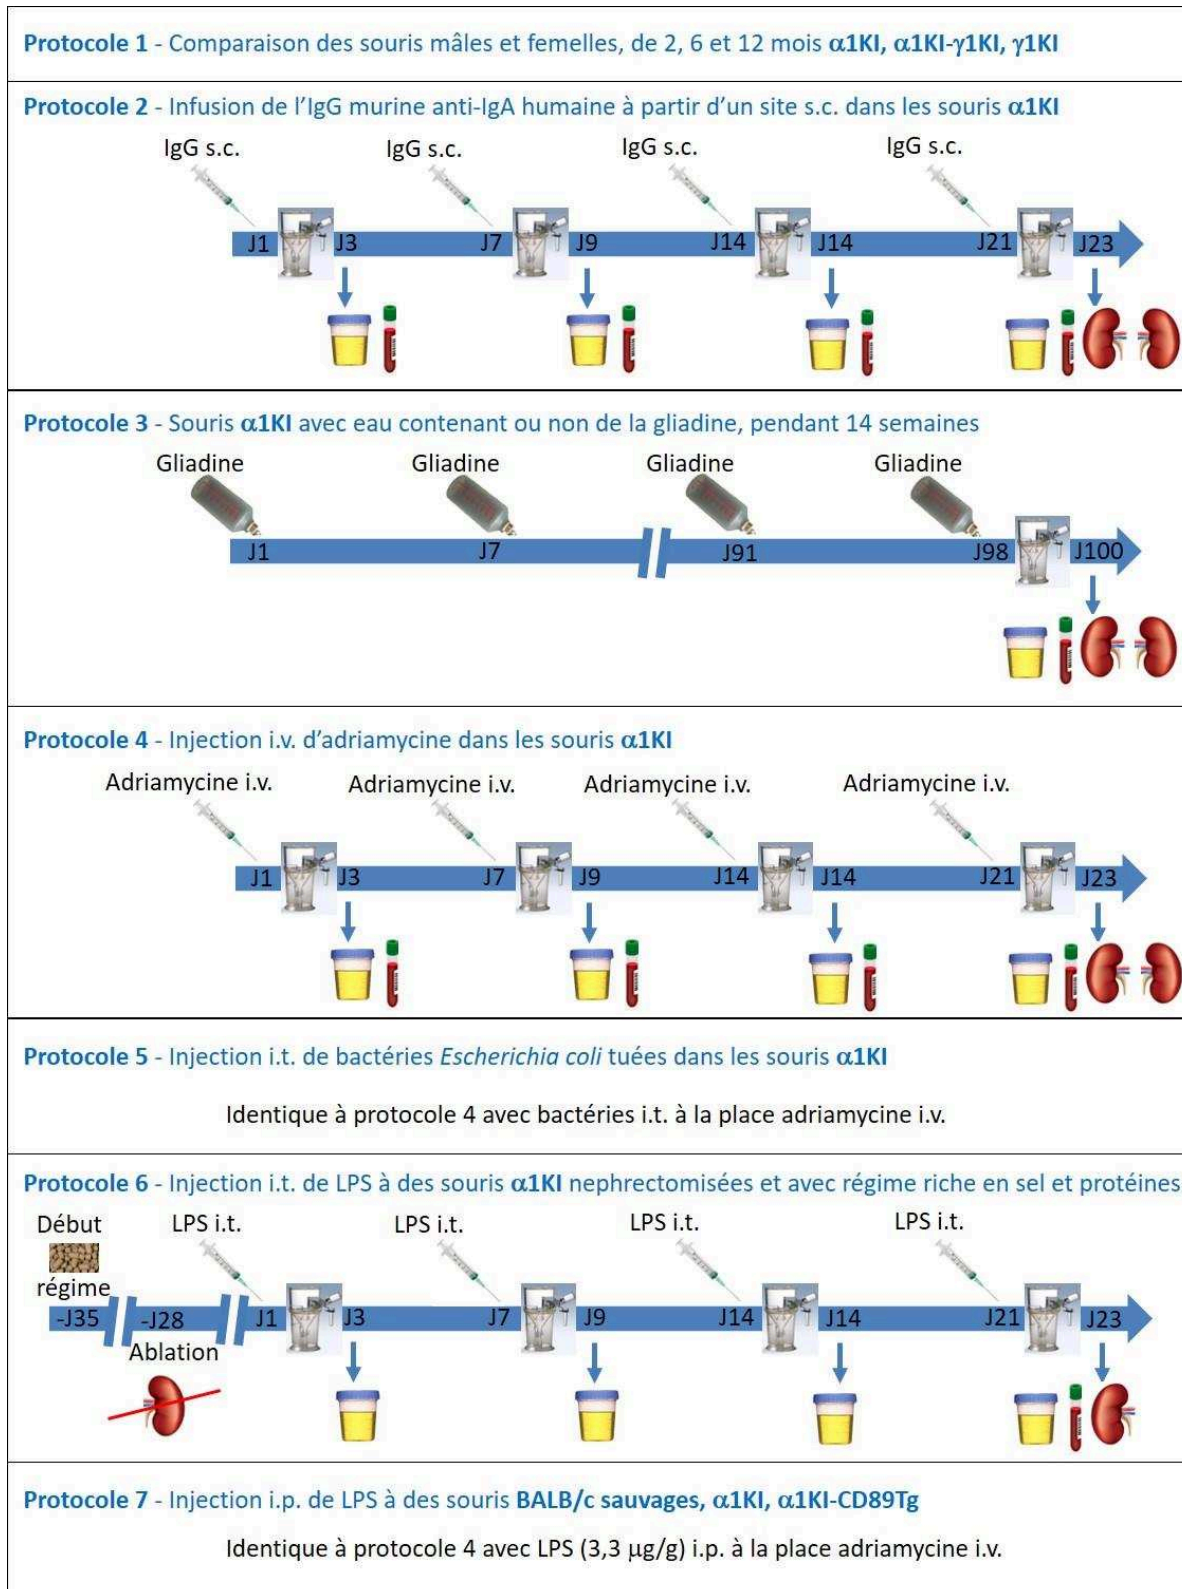 Protocole 1 - Comparaison des souris mâles et femelles, de 2, 6 et 12 mois α1KI, α1KI-γ1KI, γ1KI
Protocole 2 - Infusion de l'IgG murine anti-IgA humaine à partir d'un site s.c. dans les souris α1KI
IgG s.c. IgG s.c. IgG s.c. IgG s.c.
J1 J3 J7 J9 J14 J14 J21 J23
Protocole 3 - Souris α1KI avec eau contenant ou non de la gliadine, pendant 14 semaines
Gliadine Gliadine Gliadine Gliadine
J1 J7 J91 J98 J100
Protocole 4 - Injection i.v. d'adriamycine dans les souris α1KI
Adriamycine i.v. Adriamycine i.v. Adriamycine i.v. Adriamycine i.v.
J1 J3 J7 J9 J14 J14 J21 J23
Protocole 5 - Injection i.t. de bactéries Escherichia coli tuées dans les souris α1KI
Identique à protocole 4 avec bactéries i.t. à la place adriamycine i.v.
Protocole 6 - Injection i.t. de LPS à des souris α1KI nephrectomisées et avec régime riche en sel et protéines
Début LPS i.t. LPS i.t. LPS i.t. LPS i.t.
régime
-J35 -J28 J1 J3 J7 J9 J14 J14 J21 J23
Ablation
Protocole 7 - Injection i.p. de LPS à des souris BALB/c sauvages, α1KI, α1KI-CD89Tg
Identique à protocole 4 avec LPS (3,3 μg/g) i.p. à la place adriamycine i.v.